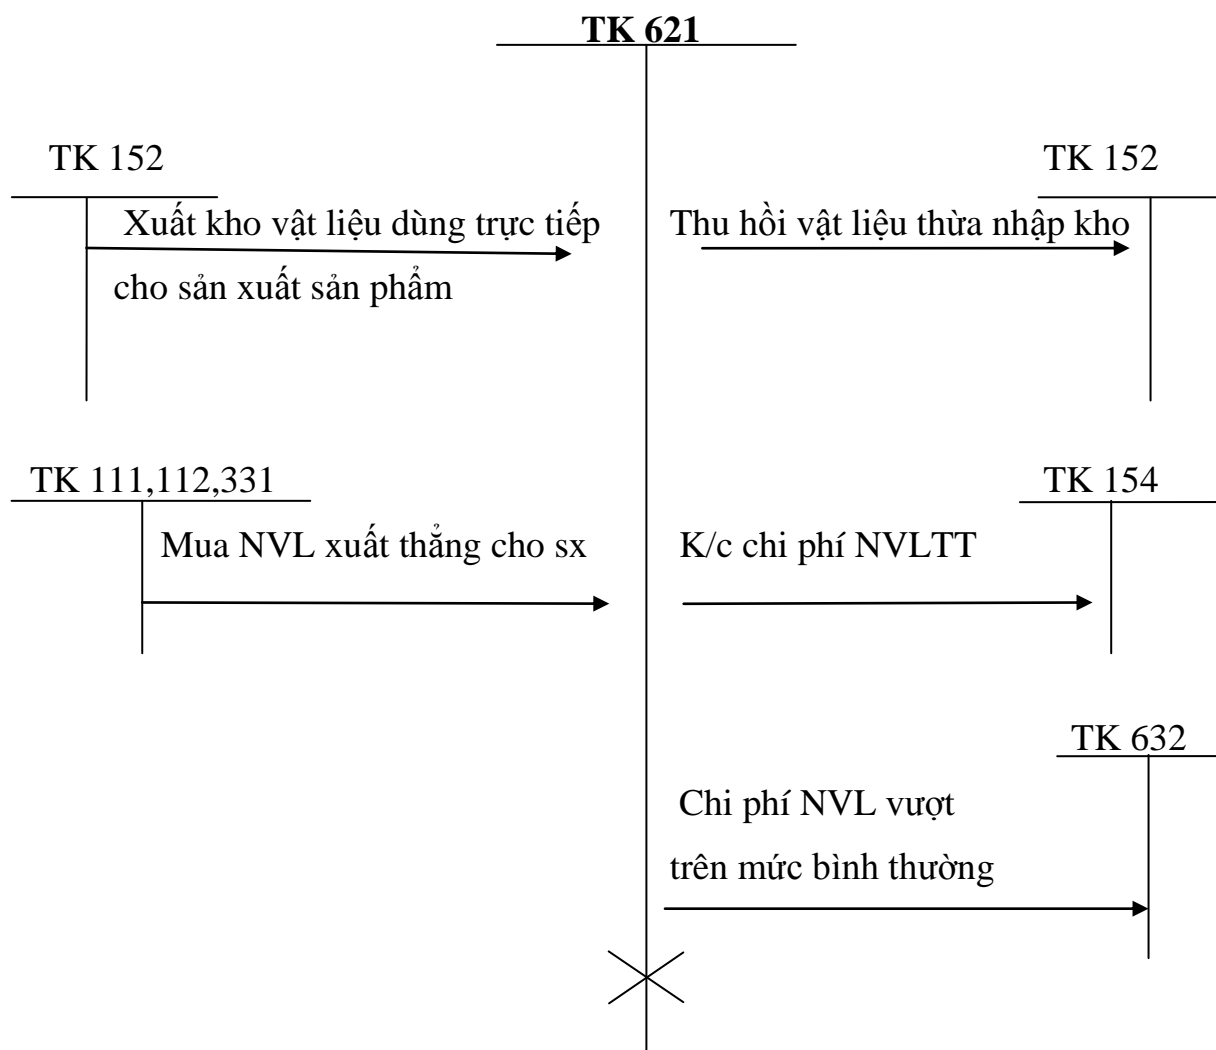 TK 621
TK 152
TK 152
Xuất kho vật liệu dùng trực tiếp
cho sản xuất sản phẩm
Thu hồi vật liệu thừa nhập kho
TK 111,112,331
TK 154
Mua NVL xuất thẳng cho sx
K/c chi phí NVLTT
TK 632
Chi phí NVL vượt
trên mức bình thường